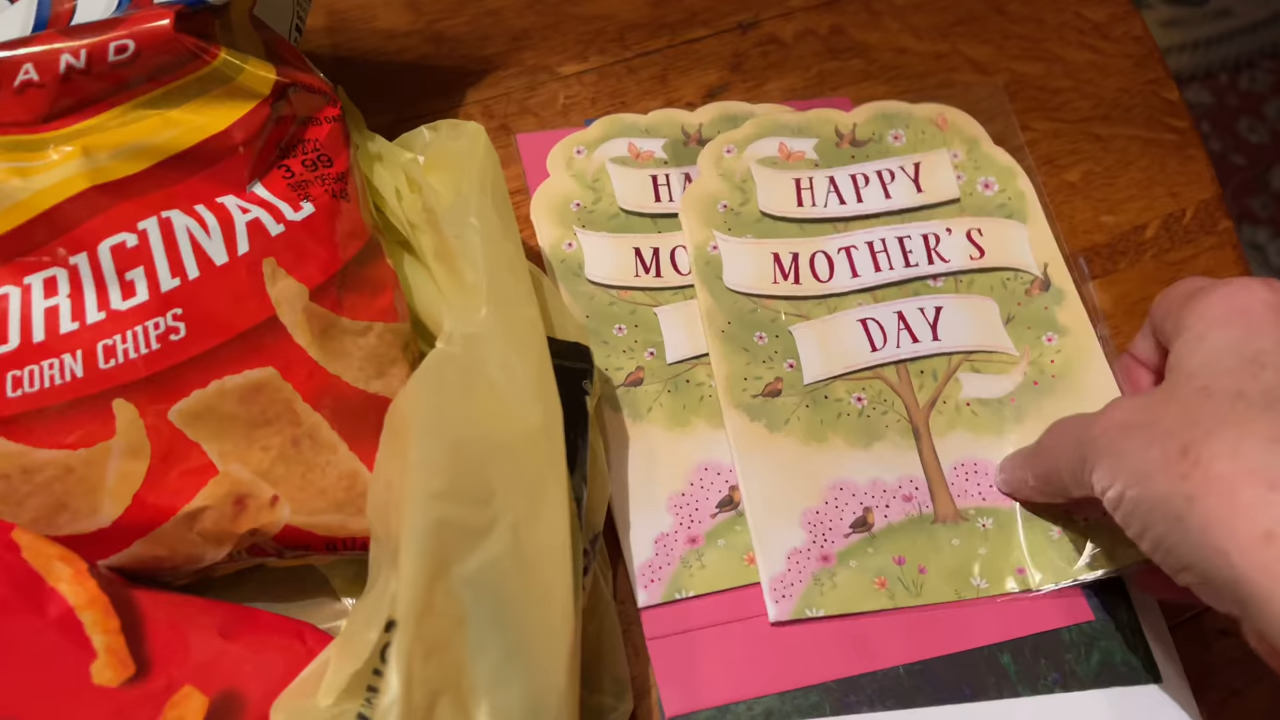 AND
3.99
ORIGINAL
CORN CHIPS
HA
MO
HAPPY
MOTHER'S
DAY